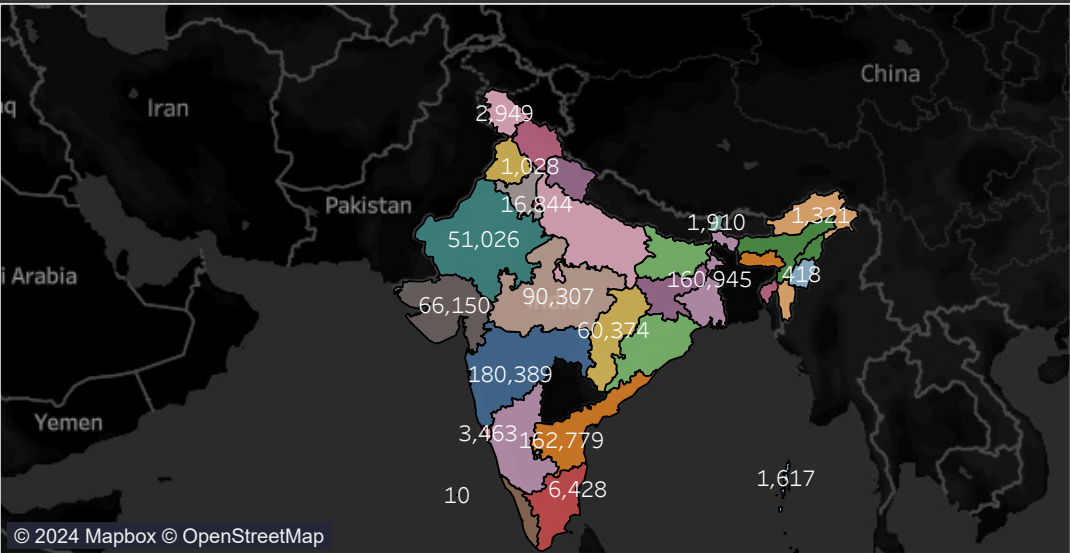 China
Iran
2,949
1,028
Pakistan
16,844
1,910
1,321
51,026
i Arabia
418
160,945
66,150
90,307
60,374
180,389
Yemen
3,463
162,779
1,617
10
6,428
© 2024 Mapbox © OpenStreetMap